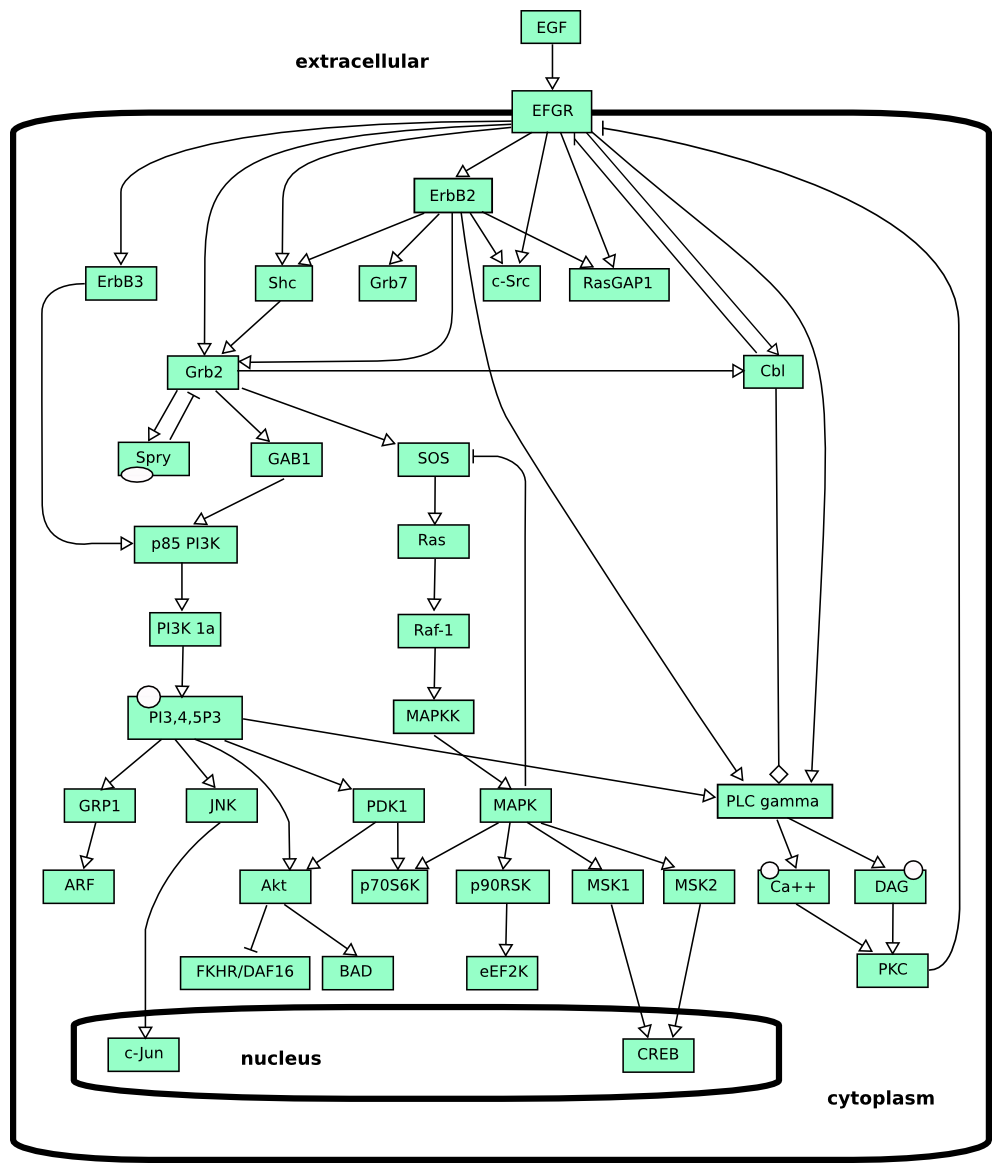 EGF
extracellular
EFGR
ErbB2
ErbB3
Shc
Grb7
c-Src
RasGAP1
Grb2
Cbl
Spry
GAB1
SOS
p85 PI3K
Ras
PI3K 1a
Raf-1
PI3,4,5P3
MAPKK
GRP1
JNK
PDK1
MAPK
PLC gamma
ARF
Akt
p70S6K
p90RSK
MSK1
MSK2
Ca++
DAG
FKHR/DAF16
BAD
eEF2K
PKC
c-Jun
nucleus
CREB
cytoplasm